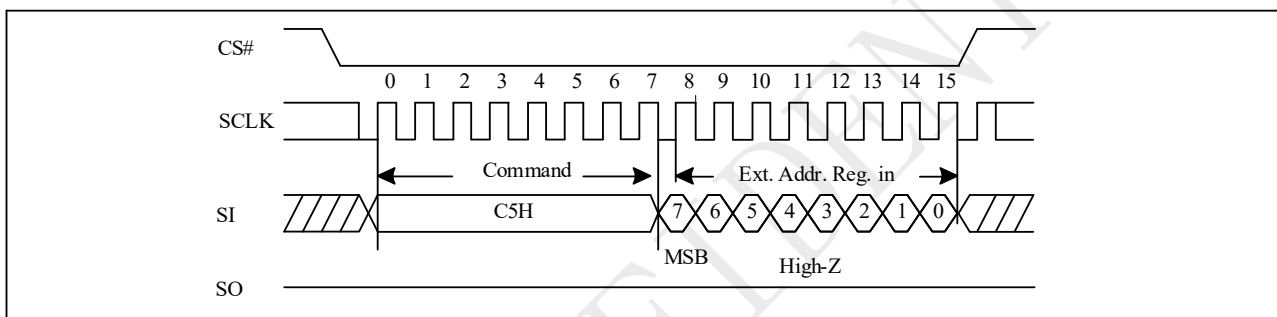 CS#
0 1 2 3 4 5 6 7 8 9 10 11 12 13 14 15
SCLK
Command Ext. Addr. Reg. in
SI C5H 7 6 5 4 3 2 1 0
MSB High-Z
SO